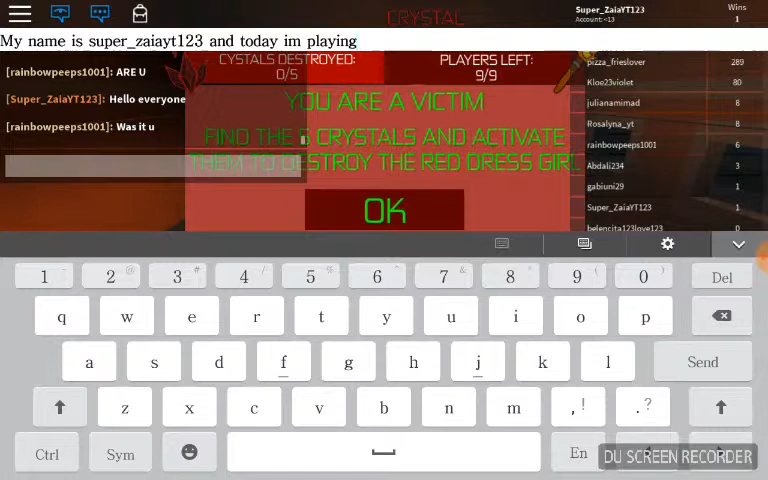 CRYSTAL
Super_ZaiaYT123
Account: <13
Wins
1
My name is super_zaiayt123 and today im playing
[rainbowpeeps1001]: ARE U
[Super_ZaiaYT123]: Hello everyone
[rainbowpeeps1001]: Was it u
CYSTALS DESTROYED:
0/5
PLAYERS LEFT:
9/9
YOU ARE A VICTIM
FIND THE 5 CRYSTALS AND ACTIVATE
THEM TO DESTROY THE RED DRESS GIRL
OK
pizza_frieslover 289
Kloe23violet 80
julianamimad 8
Rosalyna_yt 8
rainbowpeeps1001 6
Abdali234 3
gabiuni29 1
Super_ZaiaYT123 1
belencita123love123 0
1 2 @ 3 # 4 / 5 % 6 ^ 7 & 8 * 9 ( 0 ) Del
q w e r t y u i o p
a s d f g h j k l Send
z x c v b n m , ! . ?
Ctrl Sym En
DU SCREEN RECORDER